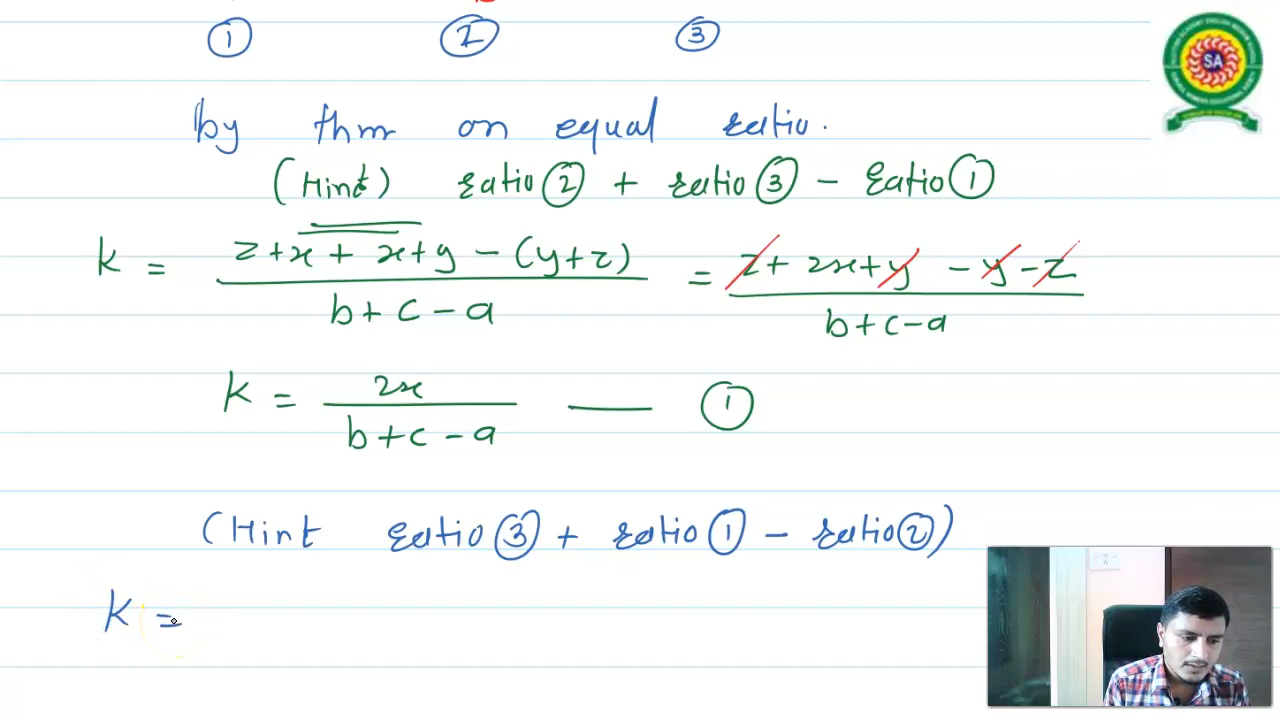 ① ② ③
by thm on equal ratio.
(Hint) ratio ② + ratio ③ - ratio ①
k = z+x + x+y - (y+z) / b+c-a = z + 2x + y - y - z / b+c-a
k = 2x / b+c-a — ①
(Hint ratio ③ + ratio ① - ratio ②)
k =
SA